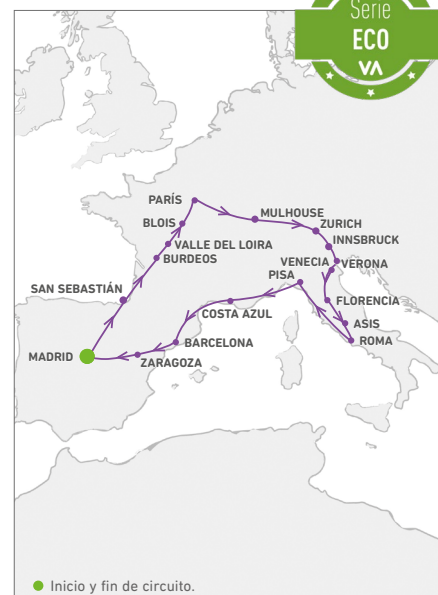 Serie
ECO
VA
PARÍS
MULHOUSE
BLOIS
ZURICH
INNSBRUCK
VALLE DEL LOIRA
BURDEOS
VENECIA
VERONA
PISA
SAN SEBASTIÁN
FLORENCIA
COSTA AZUL
ASIS
BARCELONA
ROMA
MADRID
ZARAGOZA
Inicio y fin de circuito.